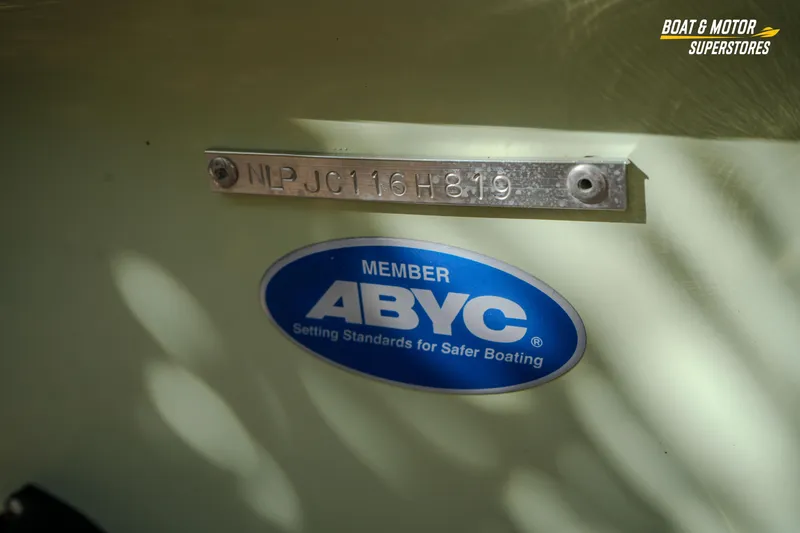 BOAT & MOTOR
SUPERSTORES
NLPJC116H819
MEMBER
ABYC®
Setting Standards for Safer Boating